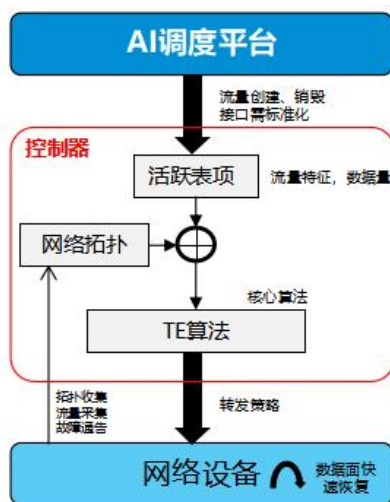 AI调度平台
流量创建、销毁
接口需标准化
控制器
活跃表项
流量特征，数据量
网络拓扑
核心算法
TE算法
拓扑收集
流量采集
故障通告
转发策略
网络设备
数据面快
速恢复